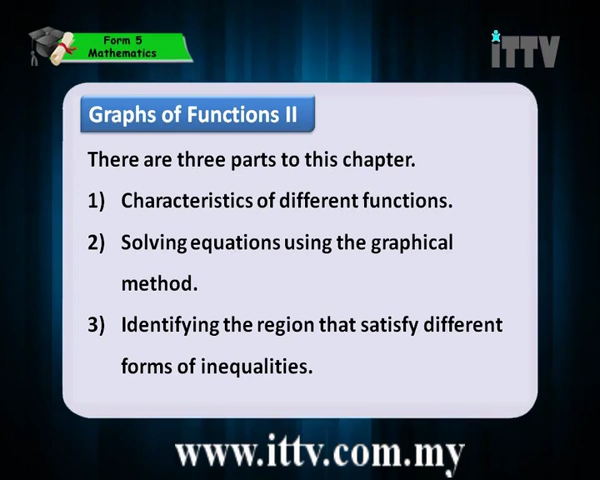 Form 5
Mathematics
iTTV
Graphs of Functions II
There are three parts to this chapter.
1) Characteristics of different functions.
2) Solving equations using the graphical
method.
3) Identifying the region that satisfy different
forms of inequalities.
www.ittv.com.my